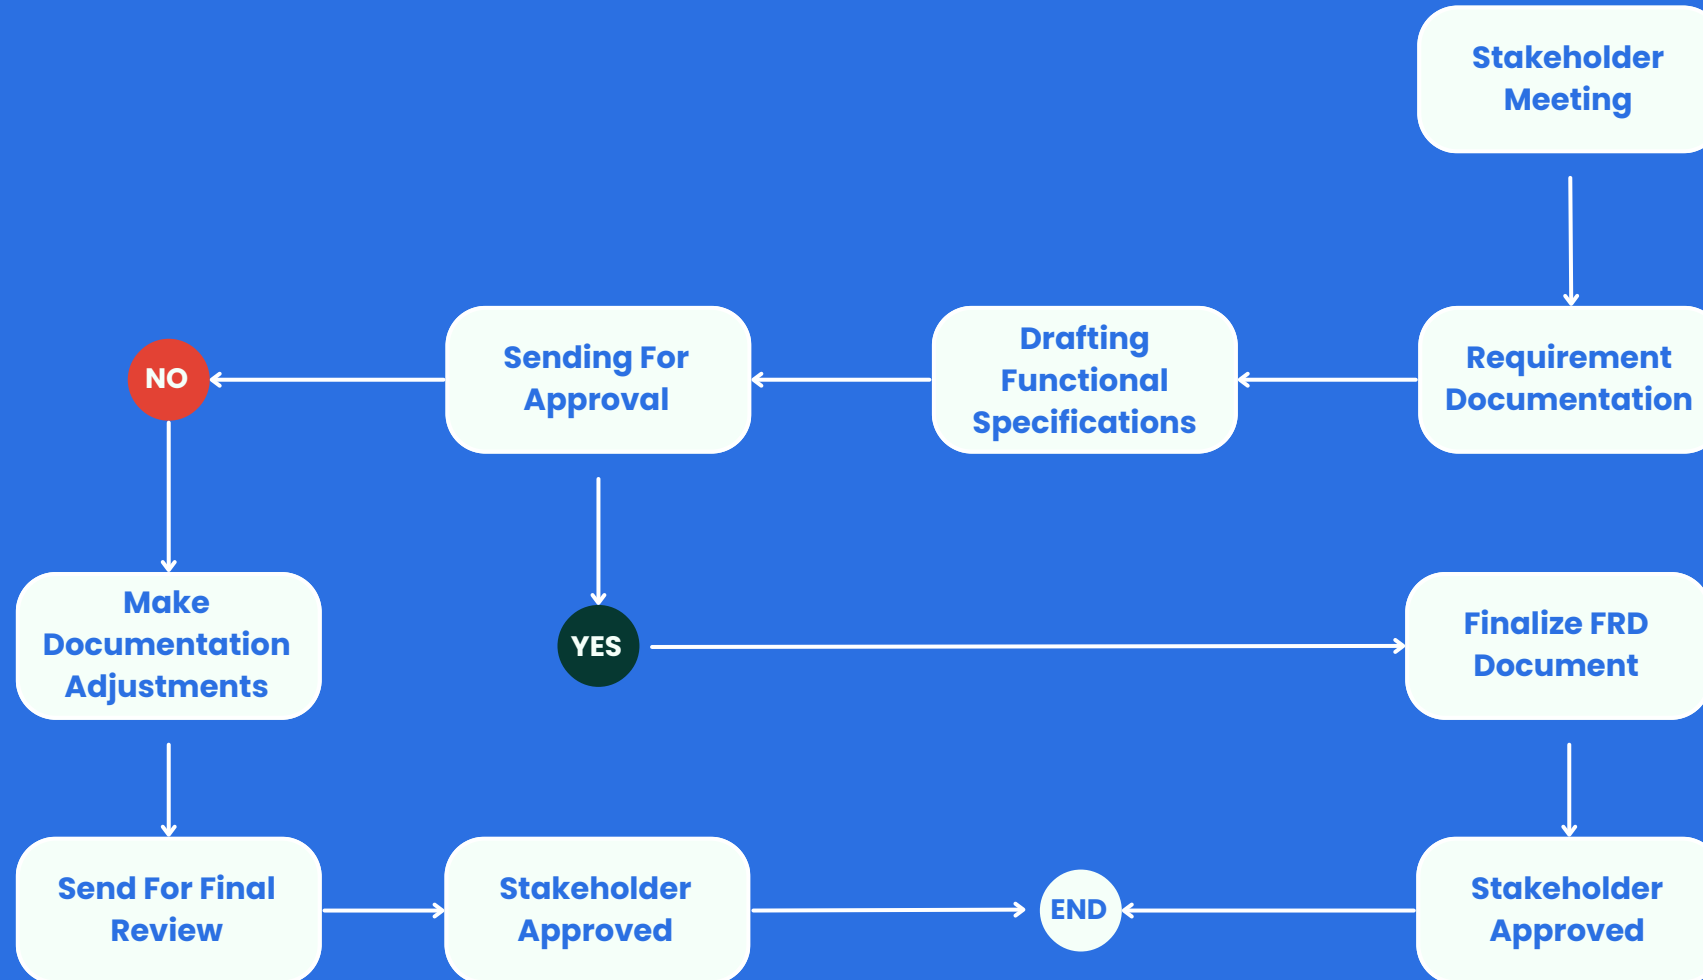 Stakeholder
Meeting
NO
Sending For
Approval
Drafting
Functional
Specifications
Requirement
Documentation
Make
Documentation
Adjustments
YES
Finalize FRD
Document
Send For Final
Review
Stakeholder
Approved
END
Stakeholder
Approved